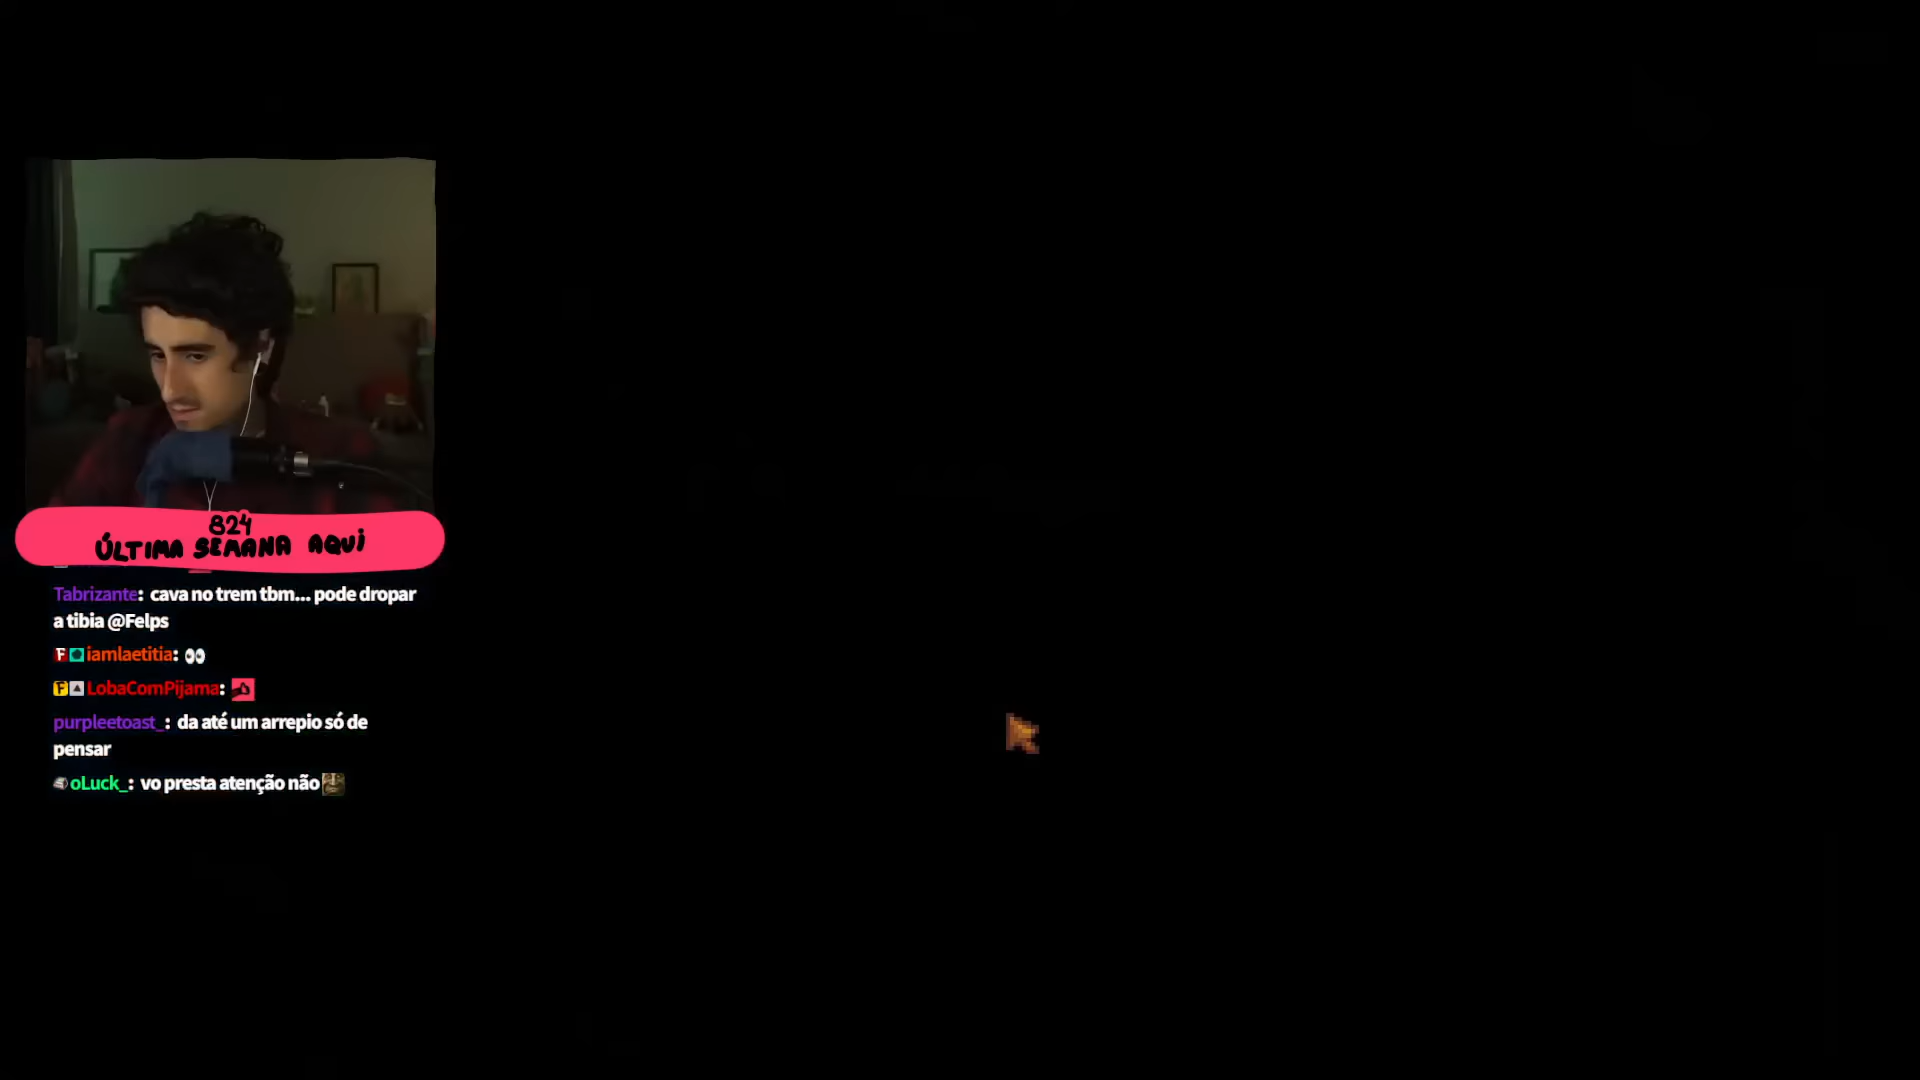 824
ÚLTIMA SEMANA AQUI
Tabrizante: cava no trem tbm... pode dropar
a tibia @Felps
iamlaetitia: 👀
LobaComPijama:
purpleetoast_: da até um arrepio só de
pensar
oLuck_: vo presta atenção não